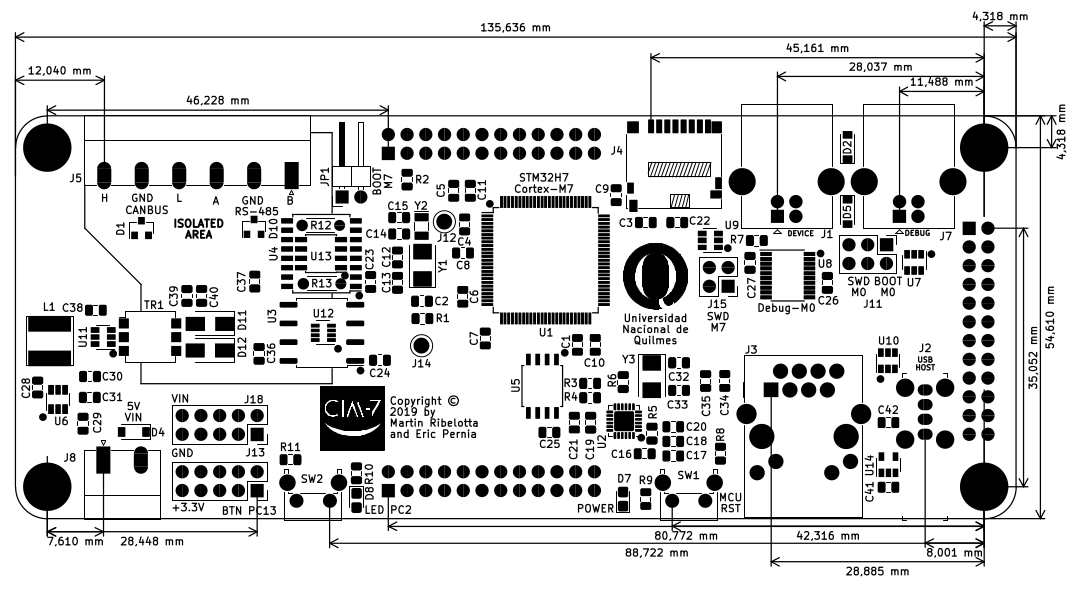 135,636 mm
4,318 mm
45,161 mm
12,040 mm
28,037 mm
11,488 mm
46,228 mm
4,318 mm
J5
H
GND
CANBUS
L
A
GND
RS-485
B
JP1
BOOT
M7
R2
C5
C11
STM32H7
Cortex-M7
J4
C9
D2
D5
D1
ISOLATED
AREA
D10
R12
C15
Y2
C14
J12
C4
C3
C22
U9
R7
DEVICE
J1
DEBUG
J7
U4
U13
C37
R13
C23
C12
C13
Y1
C8
C6
C2
R1
C27
U8
C26
Debug-M0
SWD
M0
BOOT
M0
J11
U7
J15
SWD
M7
Universidad
Nacional de
Quilmes
L1
C38
C39
C40
TR1
D11
D12
U11
U3
U12
C36
C24
J14
C7
U1
C1
C10
Y3
J3
U10
J2
USB
HOST
54,610 mm
35,052 mm
C28
U6
C30
C31
C29
5V
VIN
D4
VIN
J18
GND
J13
CIM-7
Copyright ©
2019 by
Martin Ribelotta
and Eric Pernia
U5
R3
R4
R6
C32
C33
C35
C34
C25
C21
C19
U2
R5
C20
C18
C17
C16
R8
C42
U14
C41
J8
+3.3V
BTN PC13
R11
SW2
R10
D8
LED PC2
D7
POWER
R9
SW1
MCU
RST
7,610 mm
28,448 mm
80,772 mm
42,316 mm
88,722 mm
8,001 mm
28,885 mm